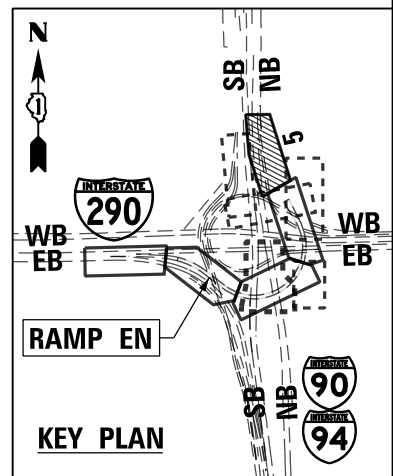 N
SB
NB
5
INTERSTATE
290
WB
EB
WB
EB
RAMP EN
INTERSTATE
90
INTERSTATE
94
SB
NB
KEY PLAN